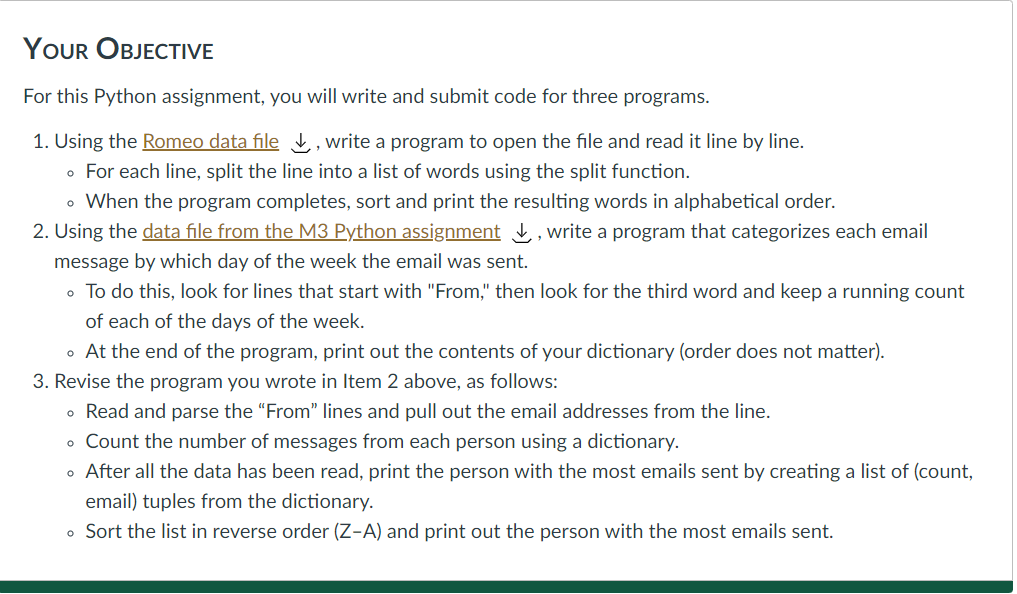 YOUR OBJECTIVE
For this Python assignment, you will write and submit code for three programs.
1. Using the Romeo data file , write a program to open the file and read it line by line.
◦ For each line, split the line into a list of words using the split function.
◦ When the program completes, sort and print the resulting words in alphabetical order.
2. Using the data file from the M3 Python assignment , write a program that categorizes each email
message by which day of the week the email was sent.
◦ To do this, look for lines that start with "From," then look for the third word and keep a running count
of each of the days of the week.
◦ At the end of the program, print out the contents of your dictionary (order does not matter).
3. Revise the program you wrote in Item 2 above, as follows:
◦ Read and parse the “From” lines and pull out the email addresses from the line.
◦ Count the number of messages from each person using a dictionary.
◦ After all the data has been read, print the person with the most emails sent by creating a list of (count,
email) tuples from the dictionary.
◦ Sort the list in reverse order (Z–A) and print out the person with the most emails sent.